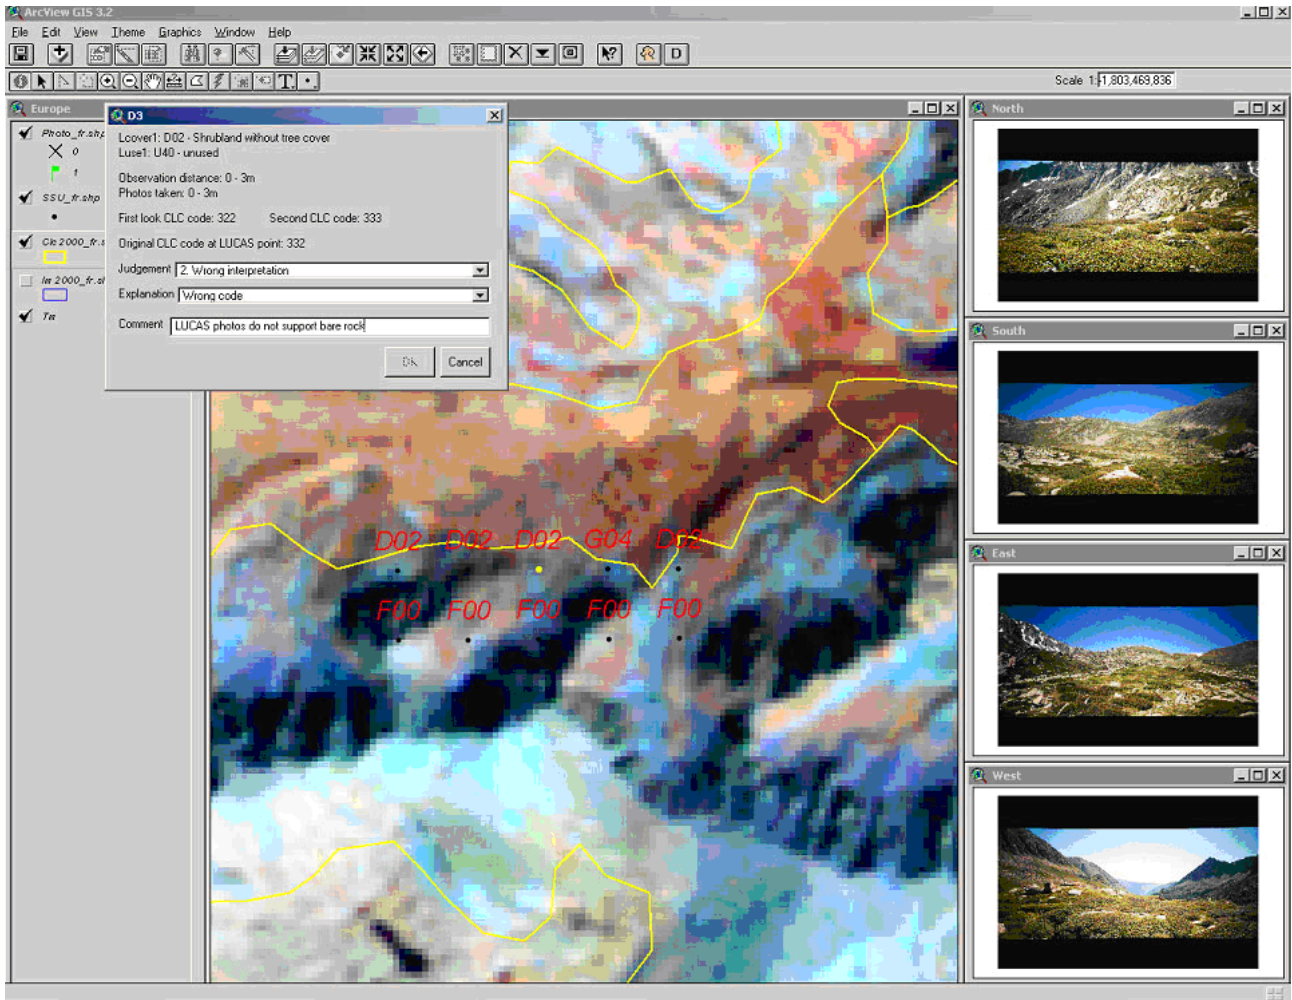 ArcView GIS 3.2
File Edit View Theme Graphics Window Help
D
T
Scale 1: -1,803,469,836
Europe
Photo_fr.shp
0
1
SSU_fr.shp
Clc2000_fr.s
2000_fr.sh
D3
Lcover1: D02 - Shrubland without tree cover
Luse1: U40 - unused
Observation distance: 0 - 3m
Photos taken: 0 - 3m
First look CLC code: 322 Second CLC code: 333
Original CLC code at LUCAS point: 332
Judgement 2. Wrong interpretation
Explanation Wrong code
Comment LUCAS photos do not support bare rock
OK Cancel
D02 D02 D02 G04 D02
F00 F00 F00 F00 F00
North
South
East
West